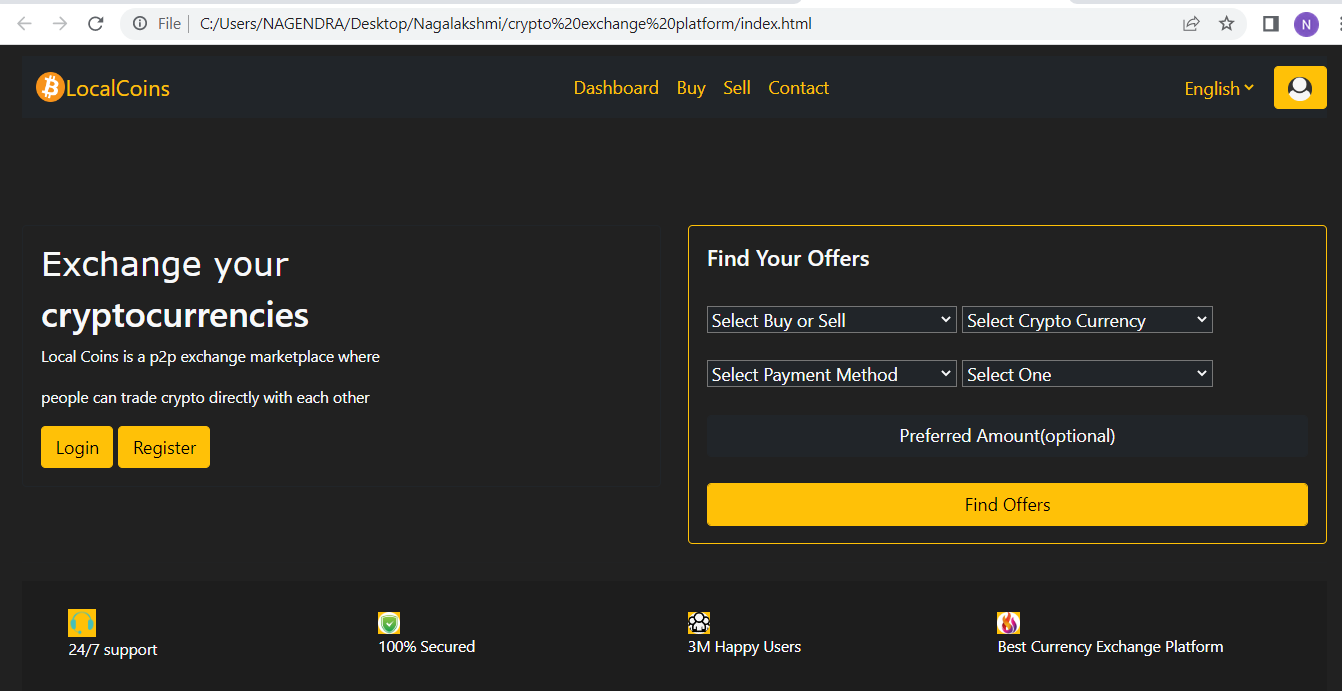 File C:/Users/NAGENDRA/Desktop/Nagalakshmi/crypto%20exchange%20platform/index.html
N
LocalCoins Dashboard Buy Sell Contact English
Exchange your
cryptocurrencies
Local Coins is a p2p exchange marketplace where
people can trade crypto directly with each other
Login Register
Find Your Offers
Select Buy or Sell Select Crypto Currency
Select Payment Method Select One
Preferred Amount(optional)
Find Offers
24/7 support 100% Secured 3M Happy Users Best Currency Exchange Platform